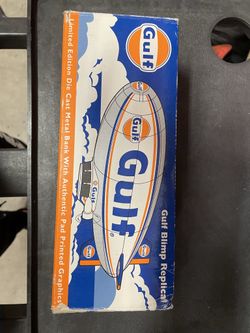 Gulf
Gulf Blimp Replica
Gulf
Gulf
Limited Edition Die Cast Metal Bank With Authentic Pad Printed Graphics